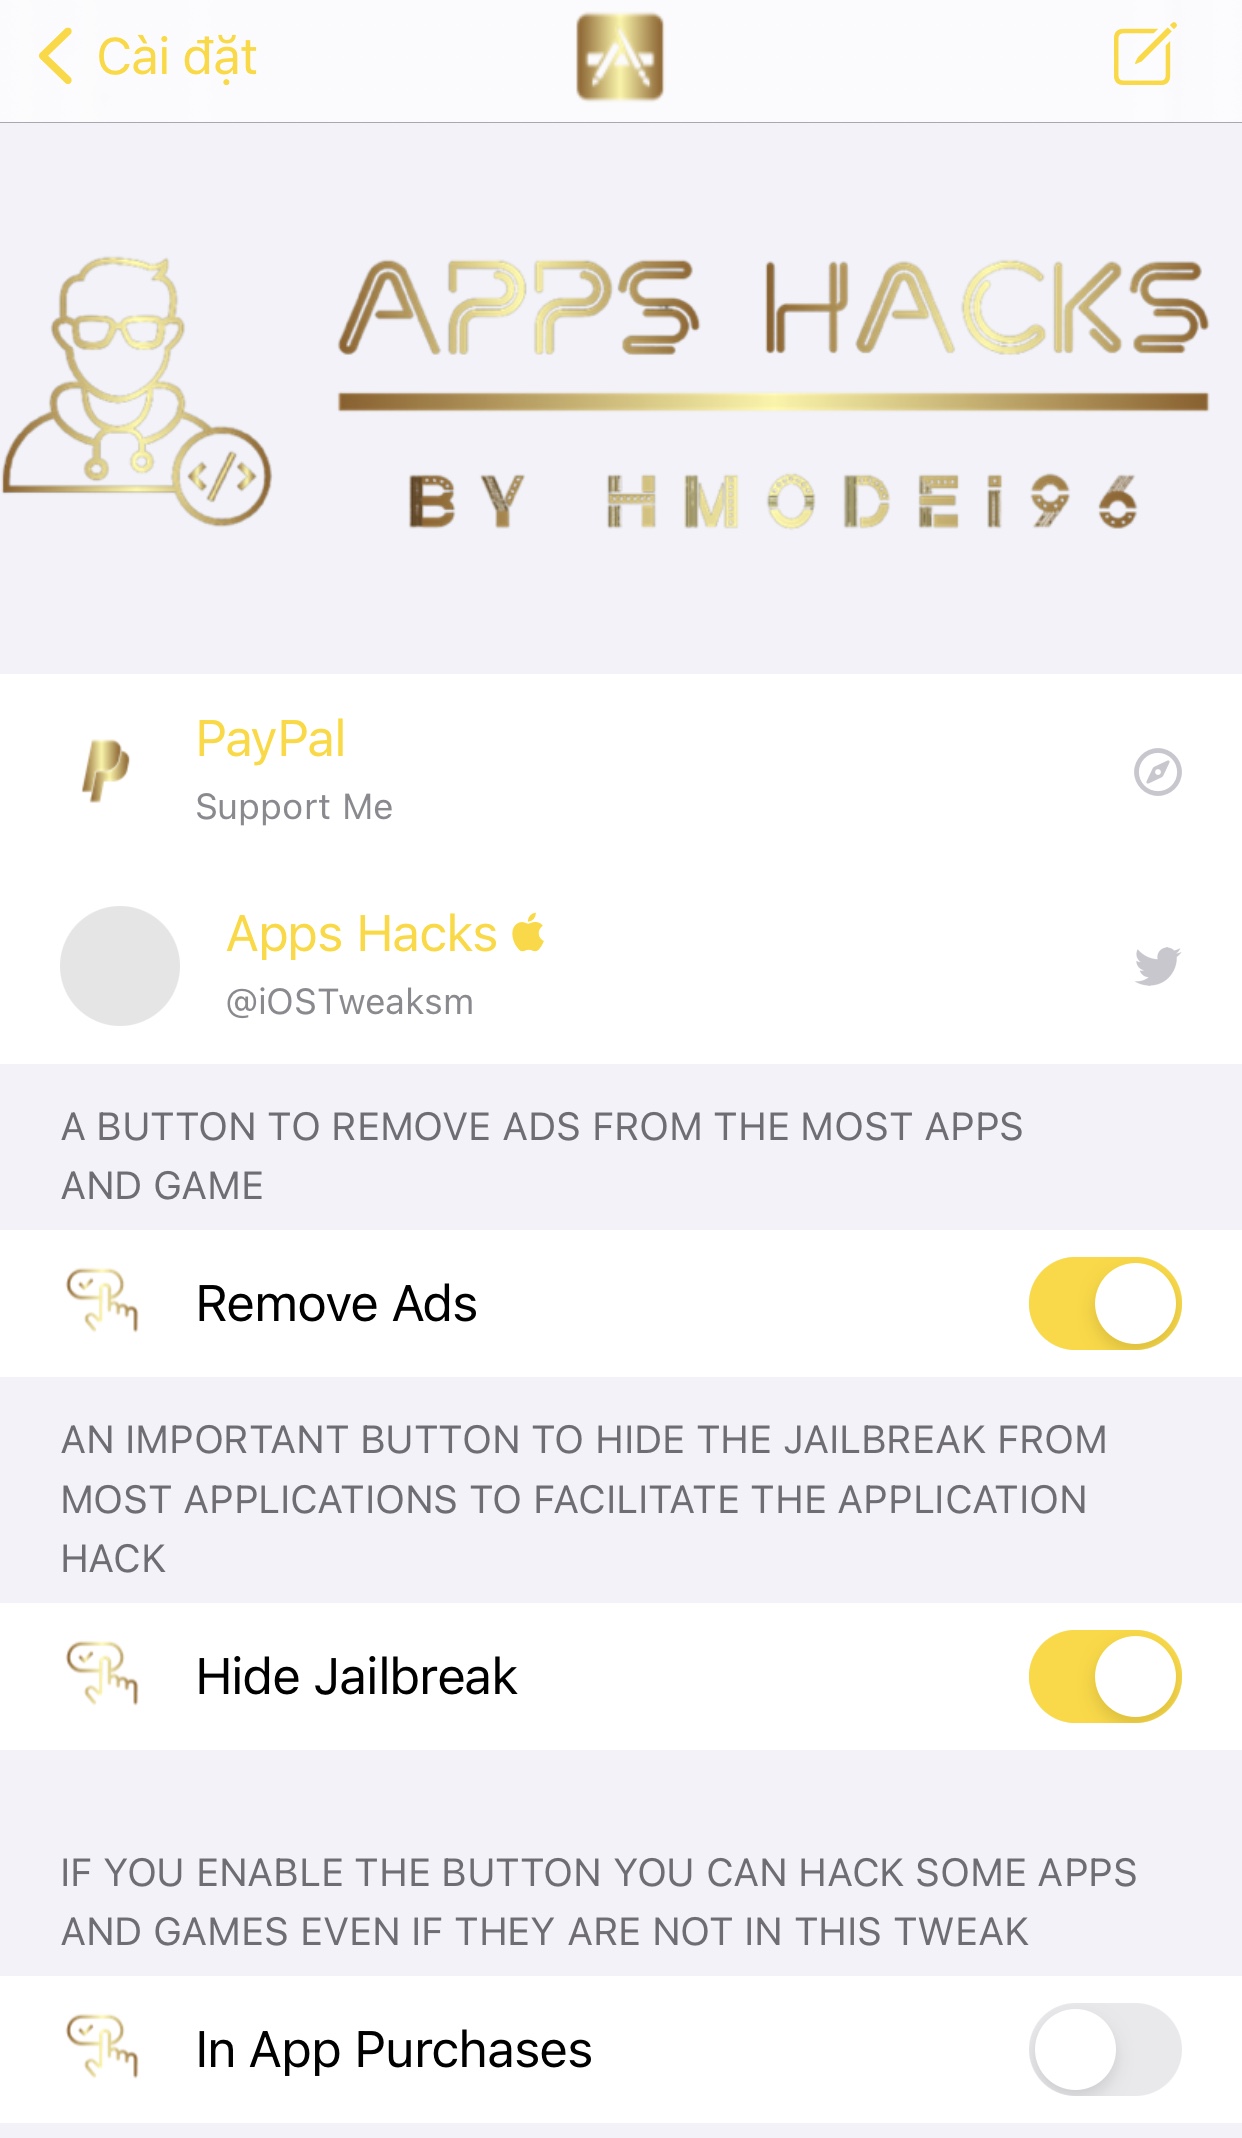 Cài đặt
APPS HACKS
BY HMODEi96
PayPal
Support Me
Apps Hacks 
@iOSTweaksm
A BUTTON TO REMOVE ADS FROM THE MOST APPS
AND GAME
Remove Ads
AN IMPORTANT BUTTON TO HIDE THE JAILBREAK FROM
MOST APPLICATIONS TO FACILITATE THE APPLICATION
HACK
Hide Jailbreak
IF YOU ENABLE THE BUTTON YOU CAN HACK SOME APPS
AND GAMES EVEN IF THEY ARE NOT IN THIS TWEAK
In App Purchases